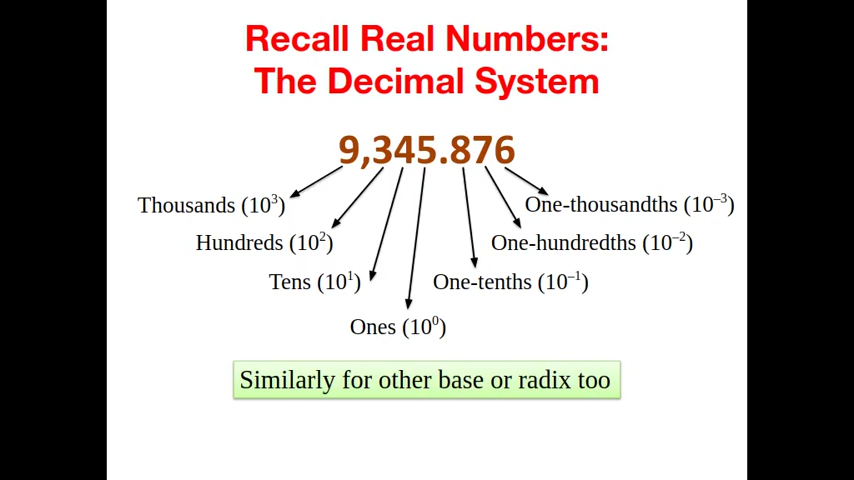 Recall Real Numbers:
The Decimal System
9,345.876
Thousands (10³)
One-thousandths (10⁻³)
Hundreds (10²)
One-hundredths (10⁻²)
Tens (10¹)
One-tenths (10⁻¹)
Ones (10⁰)
Similarly for other base or radix too